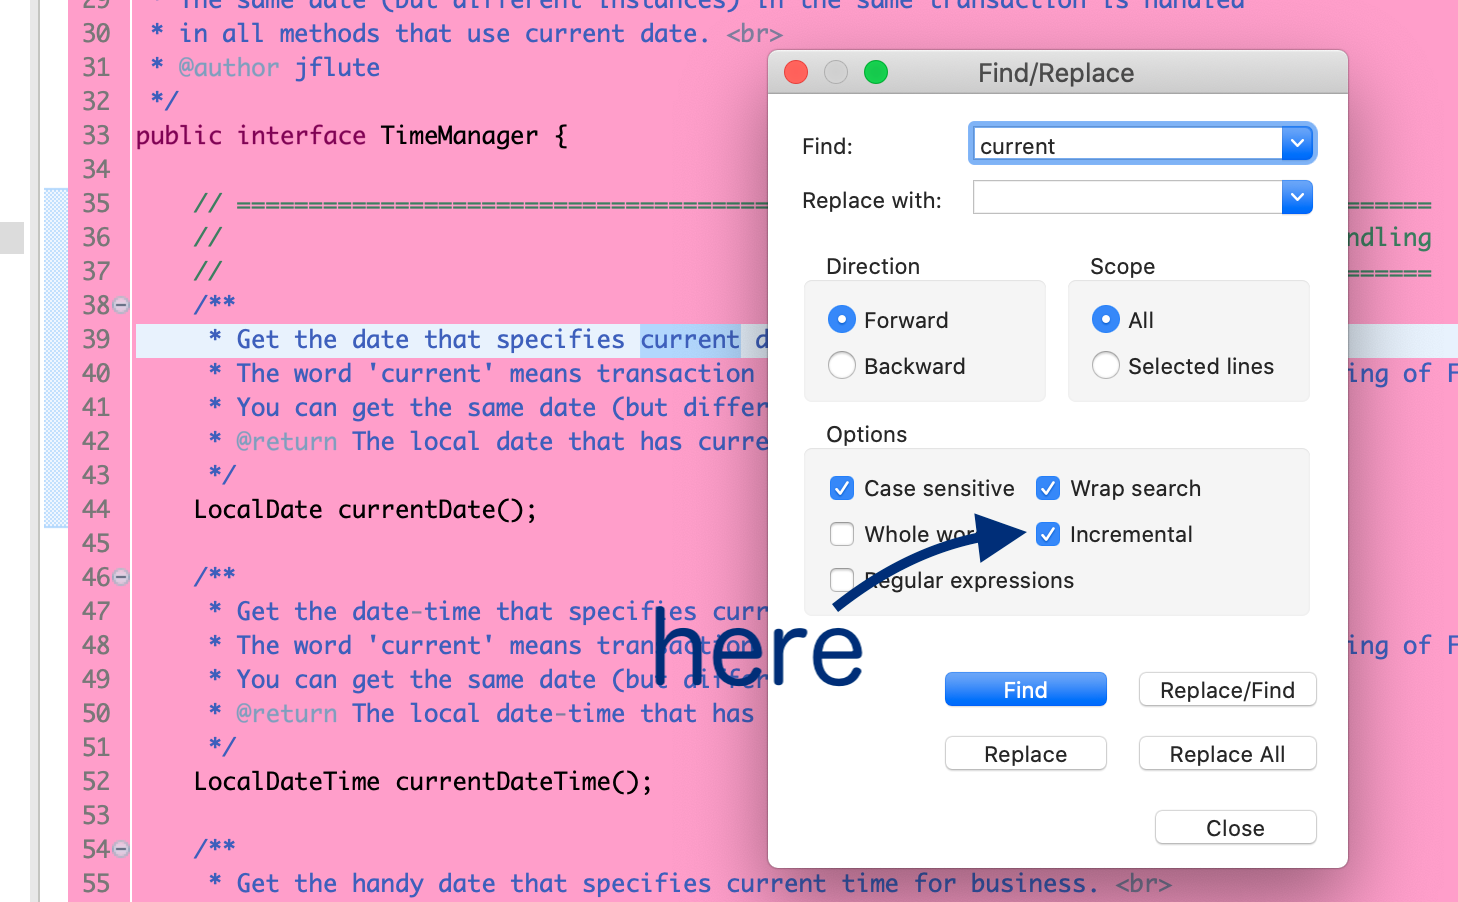 29 * The same date (but different instances) in the same transaction is handled
30 * in all methods that use current date. <br>
31 * @author jflute
32 */
33 public interface TimeManager {
34
35 // =====================================
36 //
37 //
38 /**
39 * Get the date that specifies current d
40 * The word 'current' means transaction
41 * You can get the same date (but differ
42 * @return The local date that has curre
43 */
44 LocalDate currentDate();
45
46 /**
47 * Get the date-time that specifies curr
48 * The word 'current' means transaction
49 * You can get the same date (but differ
50 * @return The local date-time that has
51 */
52 LocalDateTime currentDateTime();
53
54 /**
55 * Get the handy date that specifies current time for business. <br>
Find/Replace
Find: current
Replace with:
Direction
Forward
Backward
Scope
All
Selected lines
Options
Case sensitive
Wrap search
Whole wor
Incremental
Regular expressions
Find
Replace/Find
Replace
Replace All
Close
======
ndling
======
ing of F
ing of F
here